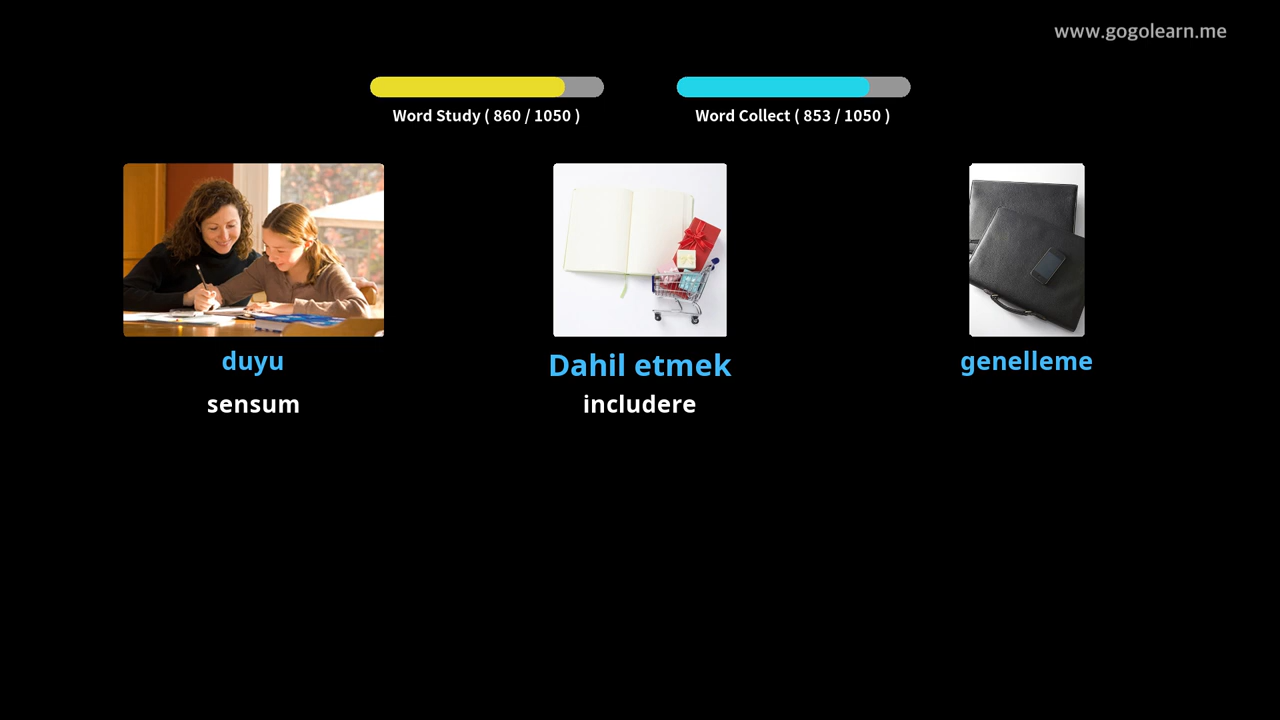 www.gogolearn.me
Word Study ( 860 / 1050 )
Word Collect ( 853 / 1050 )
duyu
Dahil etmek
genelleme
sensum
includere